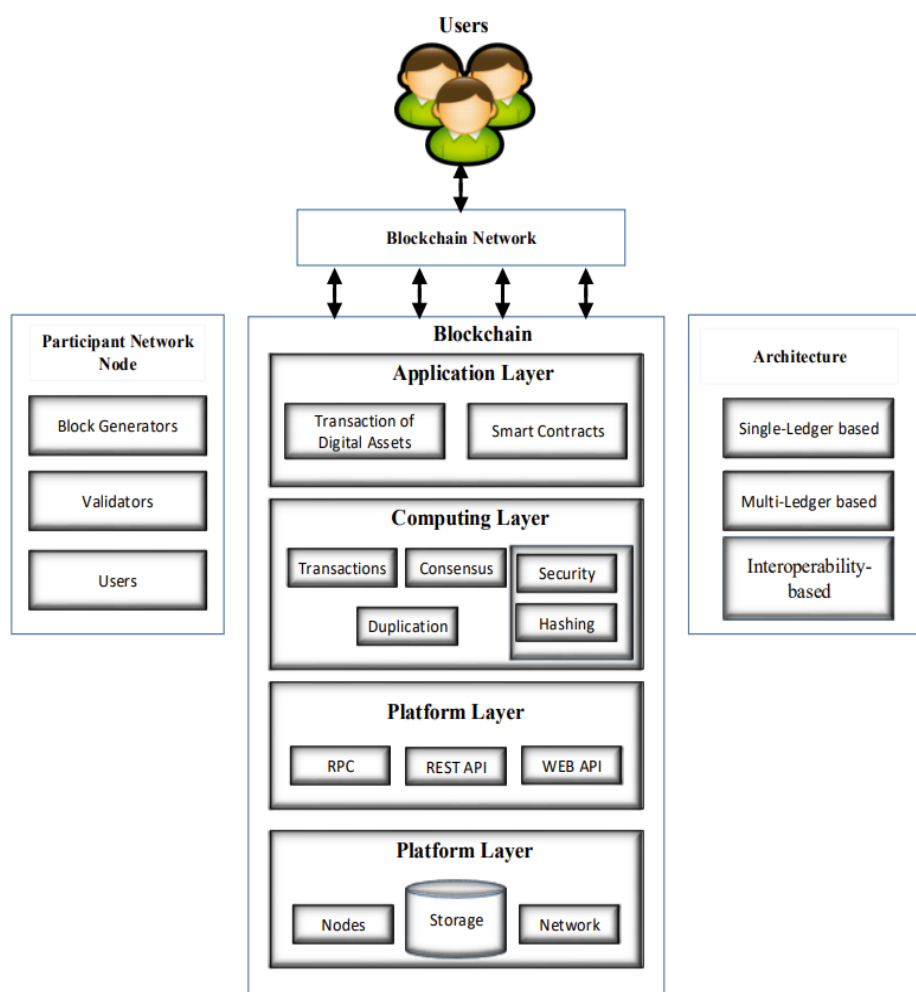 Users
Blockchain Network
Participant Network
Node
Block Generators
Validators
Users
Blockchain
Application Layer
Transaction of
Digital Assets
Smart Contracts
Computing Layer
Transactions
Consensus
Security
Duplication
Hashing
Platform Layer
RPC
REST API
WEB API
Platform Layer
Nodes
Storage
Network
Architecture
Single-Ledger based
Multi-Ledger based
Interoperability-
based